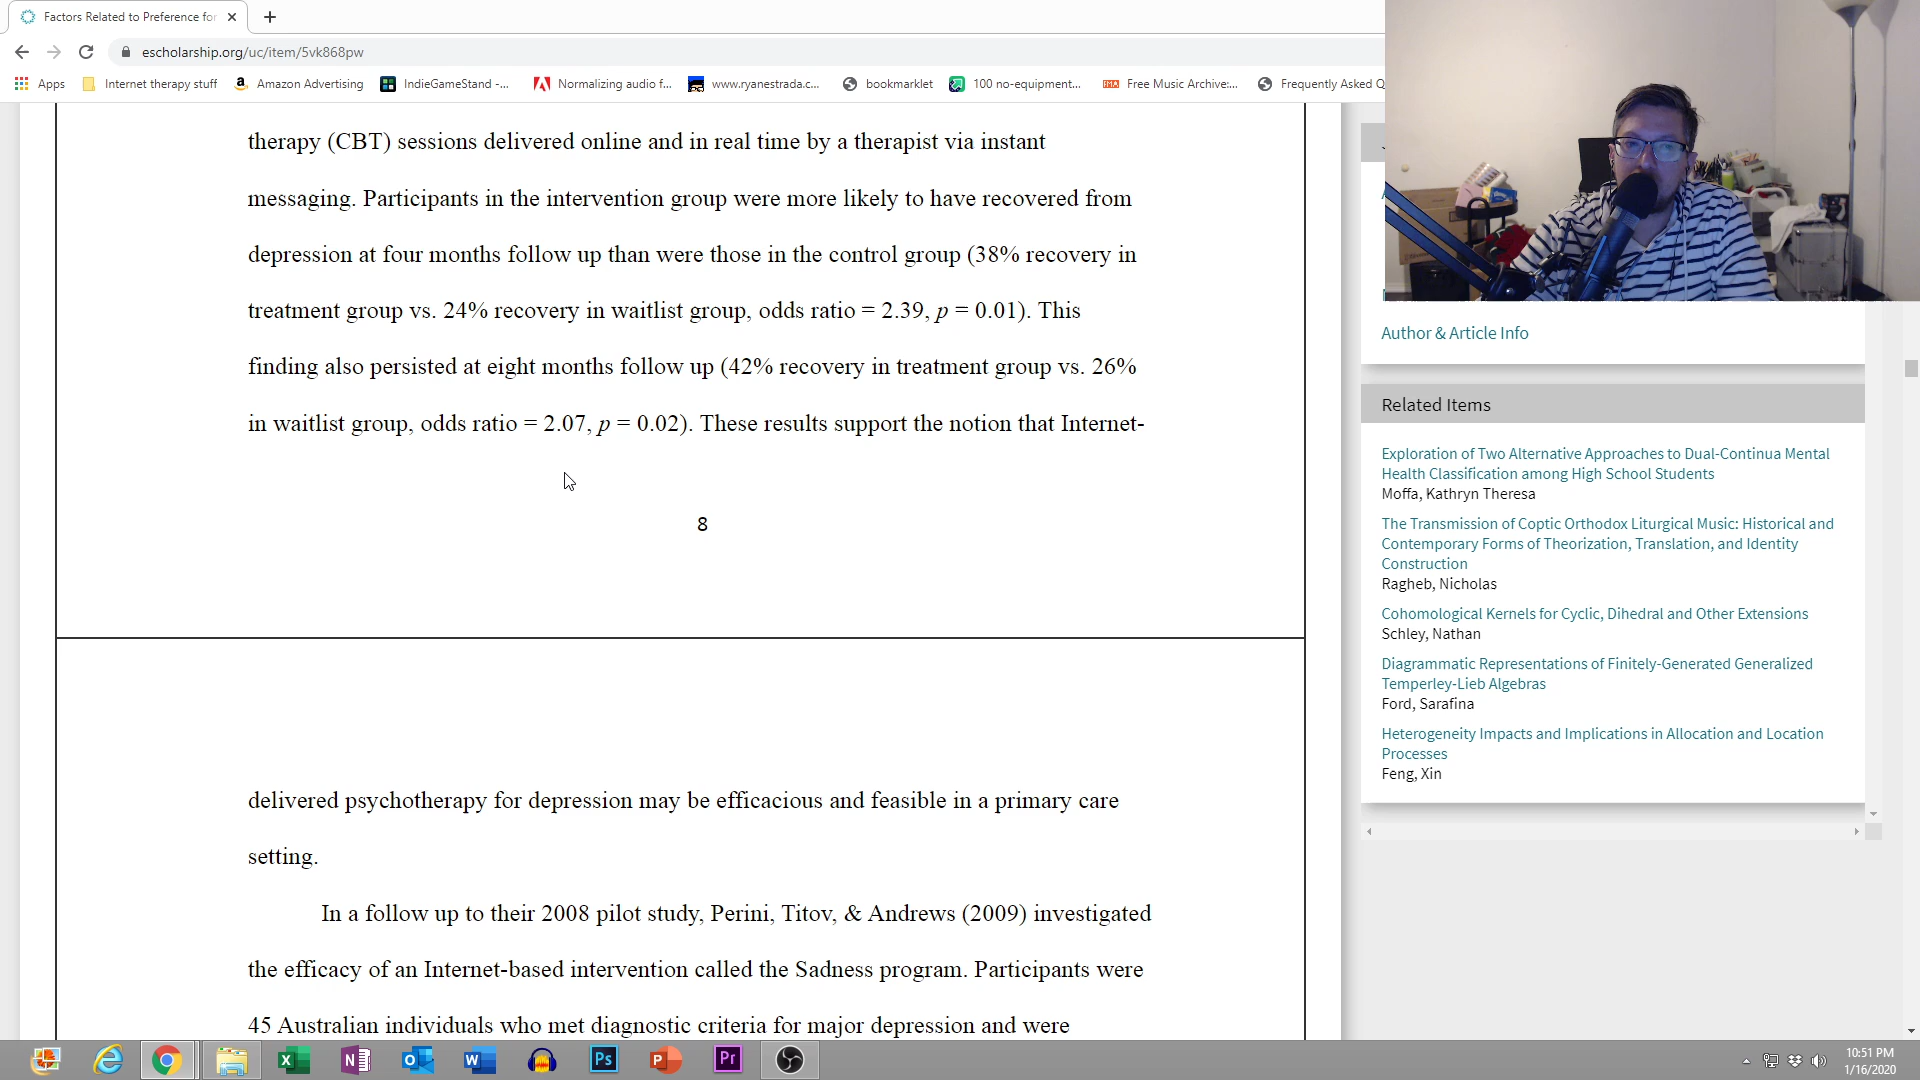 Factors Related to Preference for
escholarship.org/uc/item/5vk868pw
Apps Internet therapy stuff Amazon Advertising IndieGameStand -... Normalizing audio f... www.ryanestrada.c... bookmarklet 100 no-equipment... Free Music Archive:... Frequently Asked Q
therapy (CBT) sessions delivered online and in real time by a therapist via instant
messaging. Participants in the intervention group were more likely to have recovered from
depression at four months follow up than were those in the control group (38% recovery in
treatment group vs. 24% recovery in waitlist group, odds ratio = 2.39, p = 0.01). This
finding also persisted at eight months follow up (42% recovery in treatment group vs. 26%
in waitlist group, odds ratio = 2.07, p = 0.02). These results support the notion that Internet-
8
delivered psychotherapy for depression may be efficacious and feasible in a primary care
setting.
In a follow up to their 2008 pilot study, Perini, Titov, & Andrews (2009) investigated
the efficacy of an Internet-based intervention called the Sadness program. Participants were
45 Australian individuals who met diagnostic criteria for major depression and were
Author & Article Info
Related Items
Exploration of Two Alternative Approaches to Dual-Continua Mental
Health Classification among High School Students
Moffa, Kathryn Theresa
The Transmission of Coptic Orthodox Liturgical Music: Historical and
Contemporary Forms of Theorization, Translation, and Identity
Construction
Ragheb, Nicholas
Cohomological Kernels for Cyclic, Dihedral and Other Extensions
Schley, Nathan
Diagrammatic Representations of Finitely-Generated Generalized
Temperley-Lieb Algebras
Ford, Sarafina
Heterogeneity Impacts and Implications in Allocation and Location
Processes
Feng, Xin
10:51 PM
1/16/2020